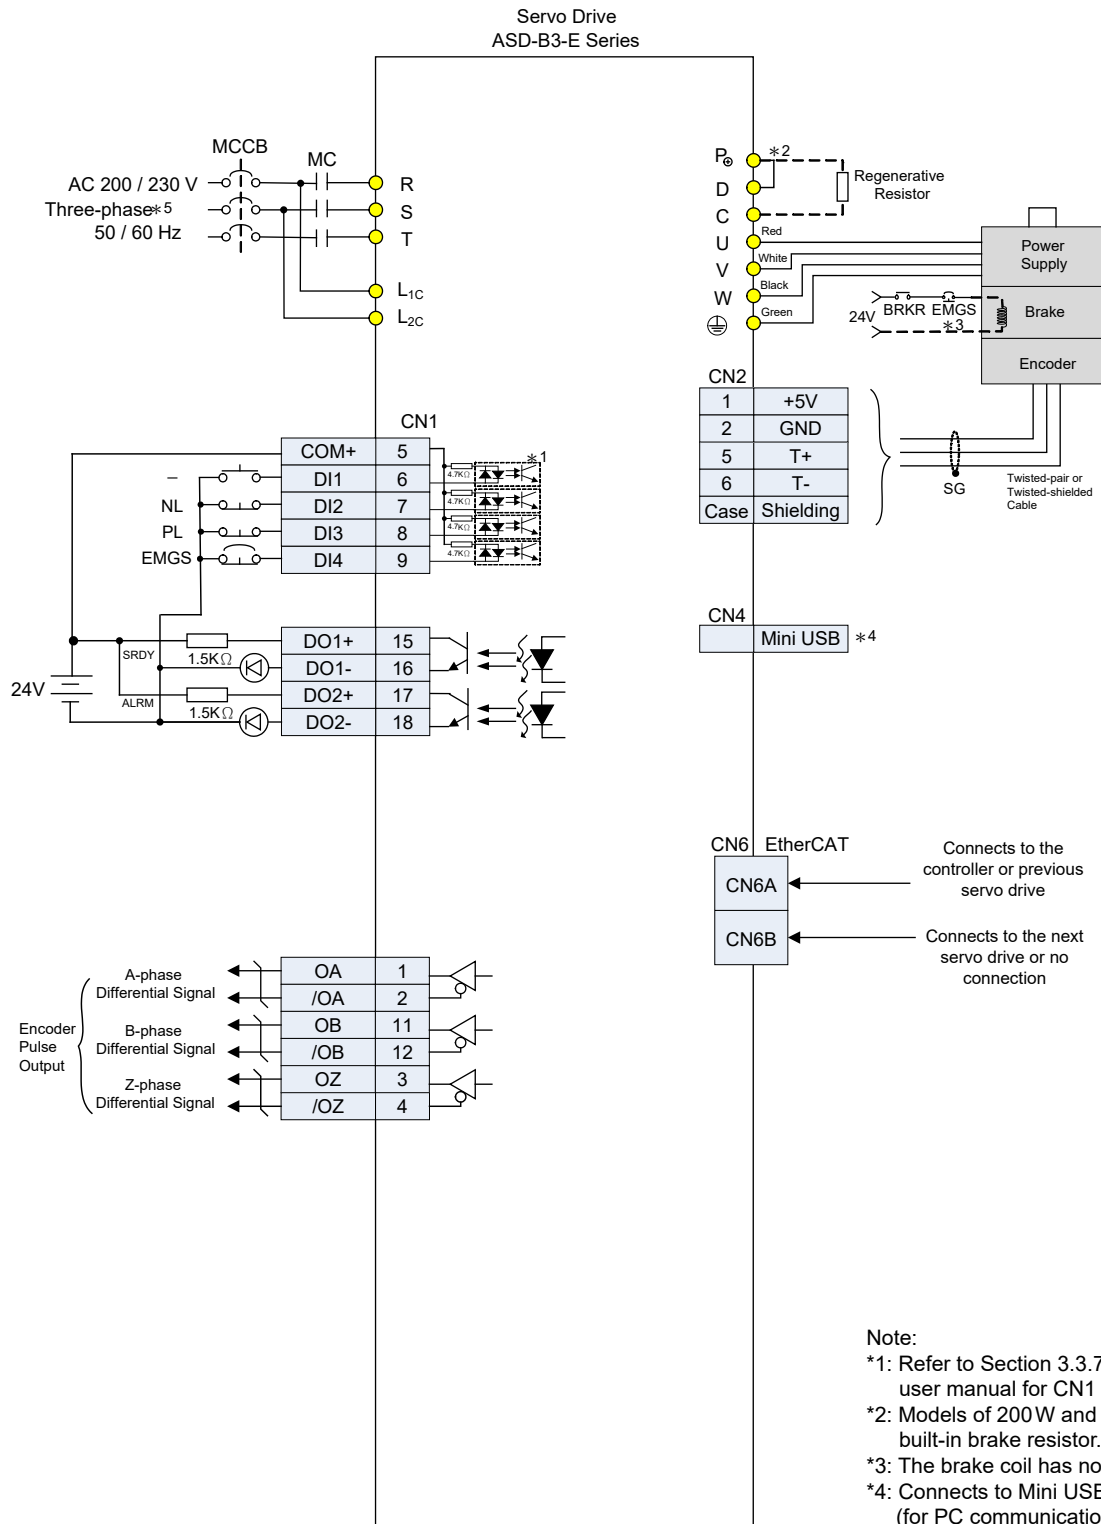 Servo Drive
ASD-B3-E Series
MCCB
MC
AC 200 / 230 V
Three-phase*5
50 / 60 Hz
R
S
T
L1C
L2C
P⊕
*2
D
C
Regenerative
Resistor
U
Red
V
White
W
Black
Green
Power
Supply
24V
BRKR
EMGS
*3
Brake
Encoder
CN2
1 +5V
2 GND
5 T+
6 T-
Case Shielding
SG
Twisted-pair or
Twisted-shielded
Cable
CN1
COM+ 5
*1
– DI1 6
4.7KΩ
NL DI2 7
4.7KΩ
PL DI3 8
4.7KΩ
EMGS DI4 9
4.7KΩ
24V
SRDY
1.5KΩ
DO1+ 15
DO1- 16
ALRM
1.5KΩ
DO2+ 17
DO2- 18
CN4
Mini USB *4
CN6 EtherCAT
CN6A
Connects to the
controller or previous
servo drive
CN6B
Connects to the next
servo drive or no
connection
Encoder
Pulse
Output
A-phase
Differential Signal
OA 1
/OA 2
B-phase
Differential Signal
OB 11
/OB 12
Z-phase
Differential Signal
OZ 3
/OZ 4
Note:
*1: Refer to Section 3.3.7
user manual for CN1
*2: Models of 200W and
built-in brake resistor.
*3: The brake coil has no
*4: Connects to Mini USB
(for PC communication